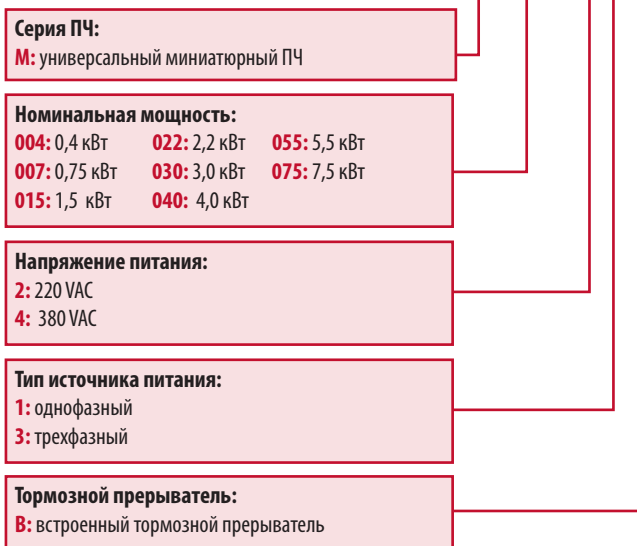 Серия ПЧ:
M: универсальный миниатюрный ПЧ
Номинальная мощность:
004: 0,4 кВт 022: 2,2 кВт 055: 5,5 кВт
007: 0,75 кВт 030: 3,0 кВт 075: 7,5 кВт
015: 1,5 кВт 040: 4,0 кВт
Напряжение питания:
2: 220 VAC
4: 380 VAC
Тип источника питания:
1: однофазный
3: трехфазный
Тормозной прерыватель:
B: встроенный тормозной прерыватель